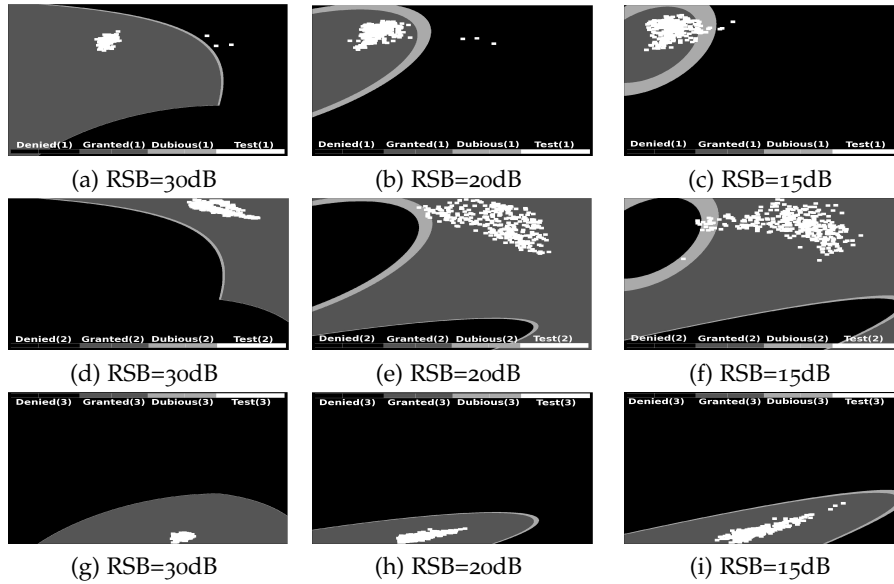 Denied(1) Granted(1) Dubious(1) Test(1)
Denied(1) Granted(1) Dubious(1) Test(1)
Denied(1) Granted(1) Dubious(1) Test(1)
(a) RSB=30dB
(b) RSB=20dB
(c) RSB=15dB
Denied(2) Granted(2) Dubious(2) Test(2)
Denied(2) Granted(2) Dubious(2) Test(2)
Denied(2) Granted(2) Dubious(2) Test(2)
(d) RSB=30dB
(e) RSB=20dB
(f) RSB=15dB
Denied(3) Granted(3) Dubious(3) Test(3)
Denied(3) Granted(3) Dubious(3) Test(3)
Denied(3) Granted(3) Dubious(3) Test(3)
(g) RSB=30dB
(h) RSB=20dB
(i) RSB=15dB